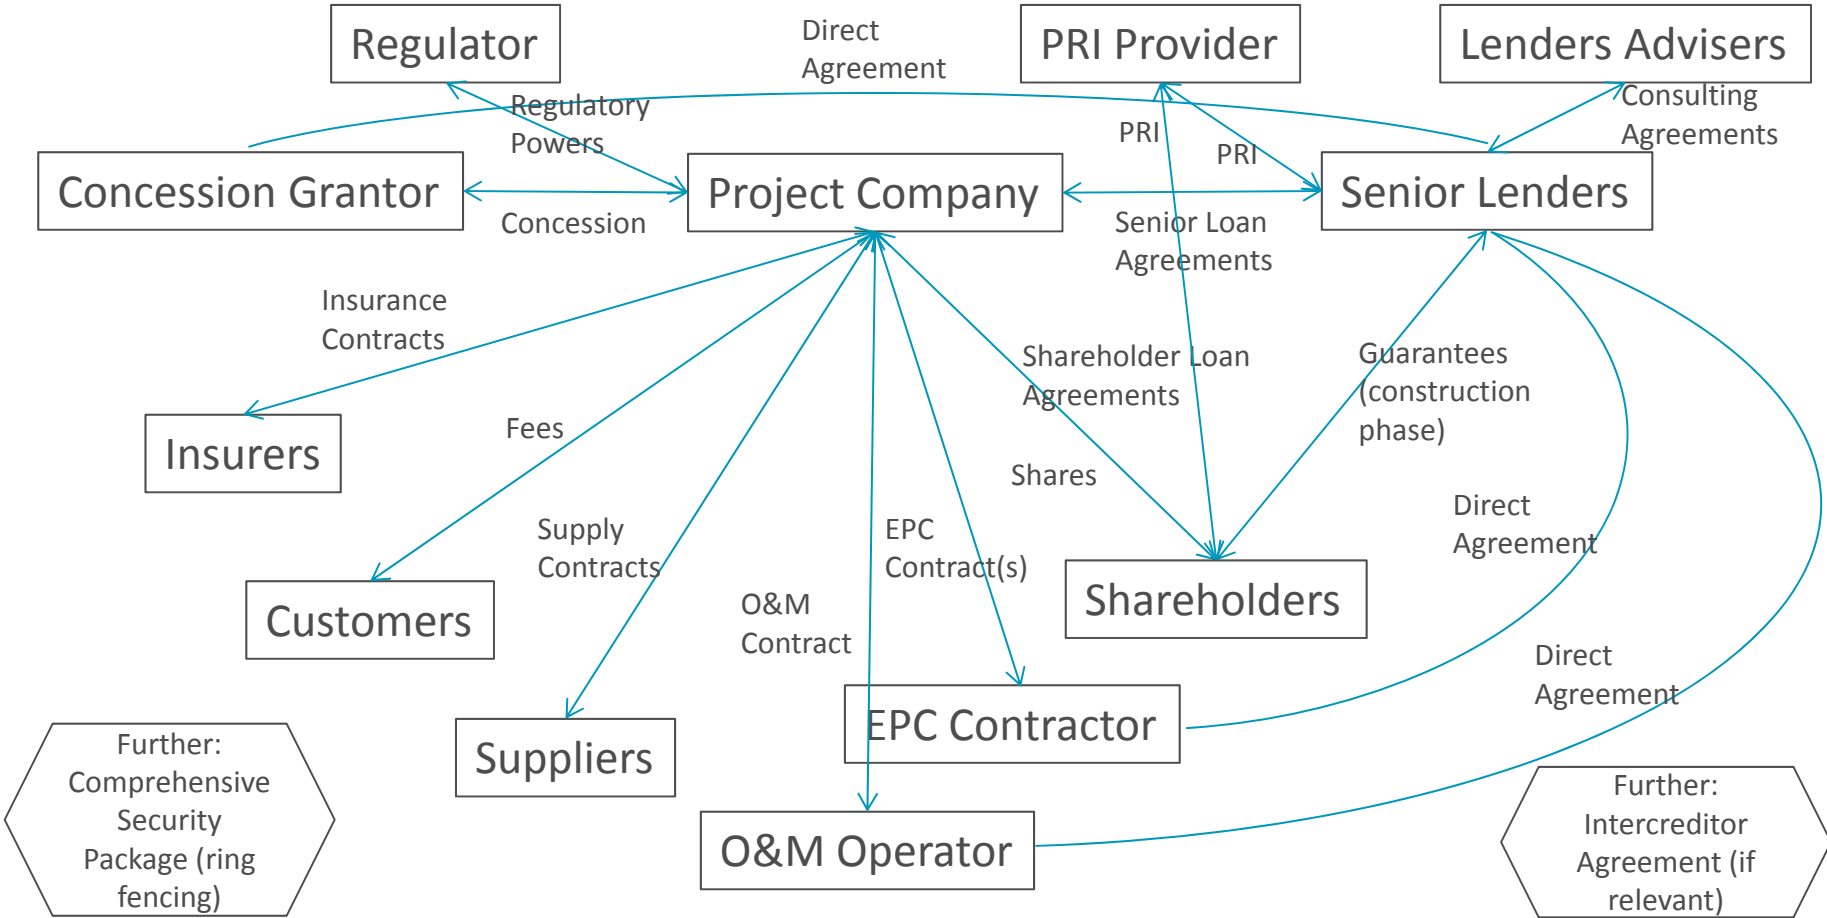 Regulator
Direct
Agreement
PRI Provider
Lenders Advisers
Regulatory
Powers
PRI
PRI
Consulting
Agreements
Concession Grantor
Concession
Project Company
Senior Loan
Agreements
Senior Lenders
Insurance
Contracts
Shareholder Loan
Agreements
Guarantees
(construction
phase)
Insurers
Fees
Shares
Supply
Contracts
EPC
Contract(s)
Direct
Agreement
Customers
O&M
Contract
Shareholders
Direct
Agreement
Suppliers
EPC Contractor
O&M Operator
Further:
Comprehensive
Security
Package (ring
fencing)
Further:
Intercreditor
Agreement (if
relevant)